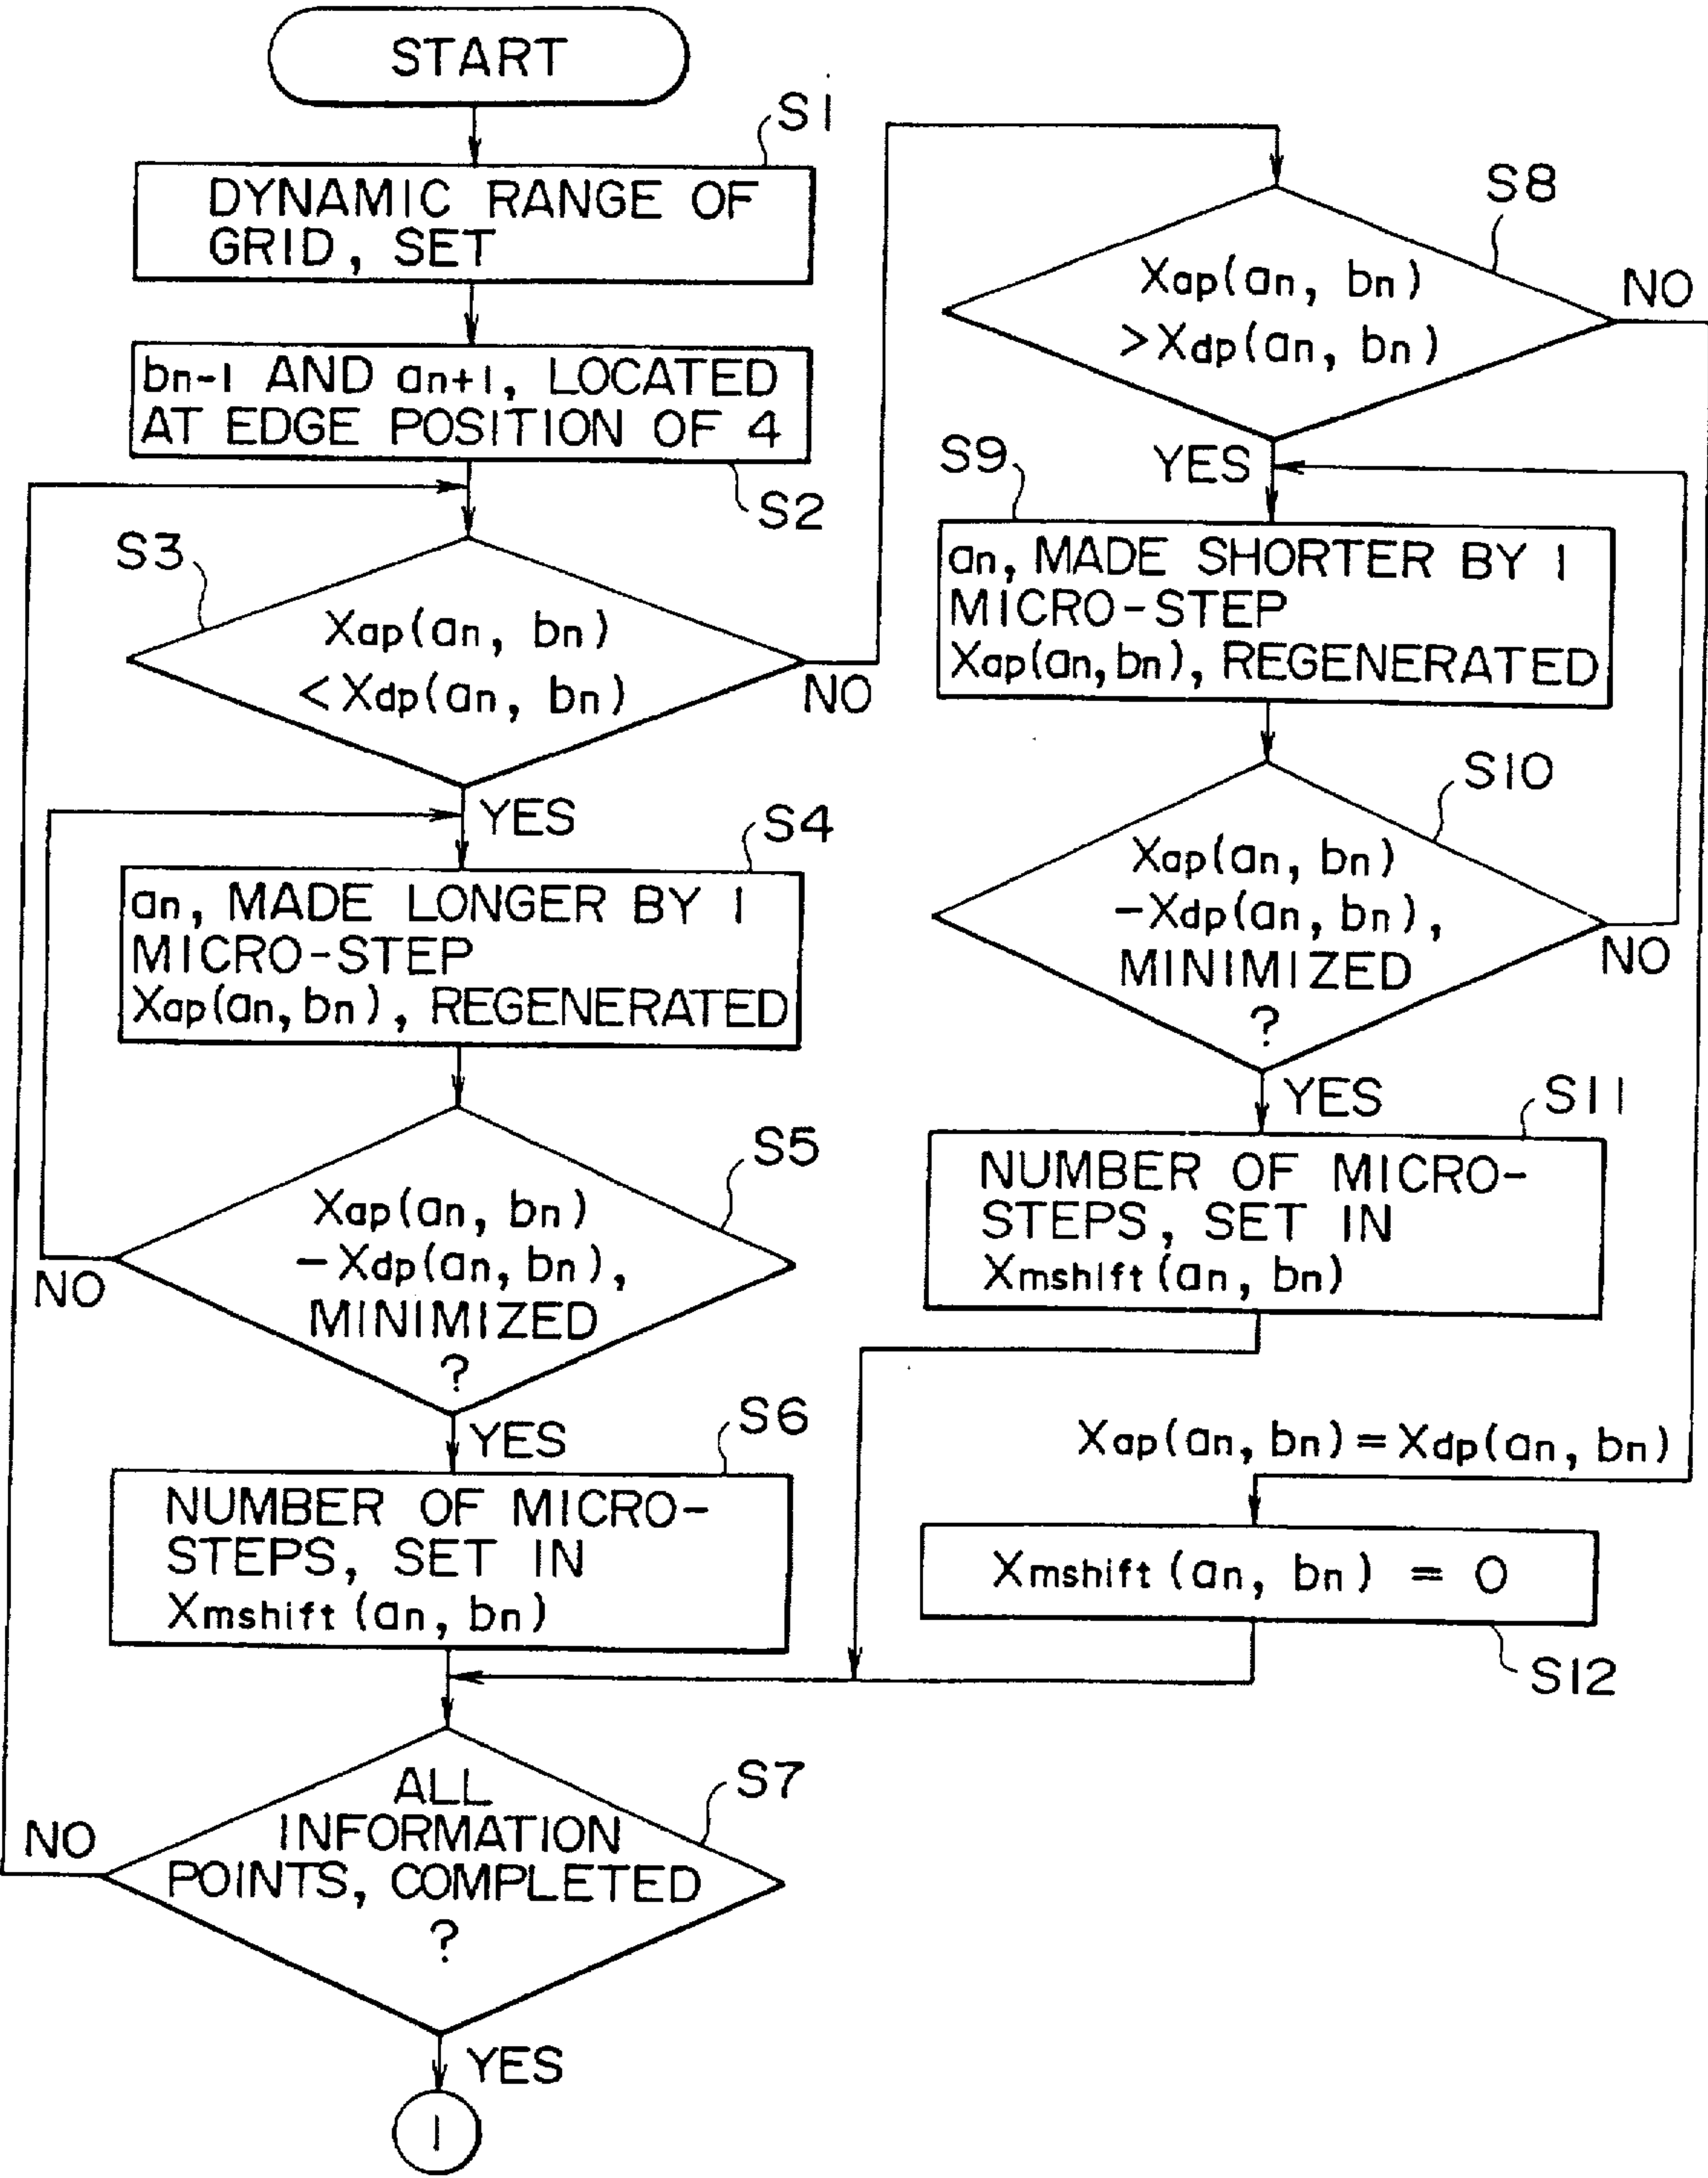 START
S1
DYNAMIC RANGE OF
GRID, SET
bn-1 AND an+1, LOCATED
AT EDGE POSITION OF 4
S2
S3
Xap(an, bn)
<Xdp(an, bn)
NO
YES
S4
an, MADE LONGER BY 1
MICRO-STEP
Xap(an, bn), REGENERATED
S5
Xap(an, bn)
-Xdp(an, bn),
MINIMIZED
?
NO
YES
S6
NUMBER OF MICRO-
STEPS, SET IN
Xmshift (an, bn)
S7
ALL
INFORMATION
POINTS, COMPLETED
?
NO
YES
1
S8
Xap(an, bn)
>Xdp(an, bn)
NO
YES
S9
an, MADE SHORTER BY 1
MICRO-STEP
Xap(an, bn), REGENERATED
S10
Xap(an, bn)
-Xdp(an, bn),
MINIMIZED
?
NO
YES
S11
NUMBER OF MICRO-
STEPS, SET IN
Xmshift (an, bn)
Xap(an, bn)=Xdp(an, bn)
Xmshift (an, bn) = 0
S12